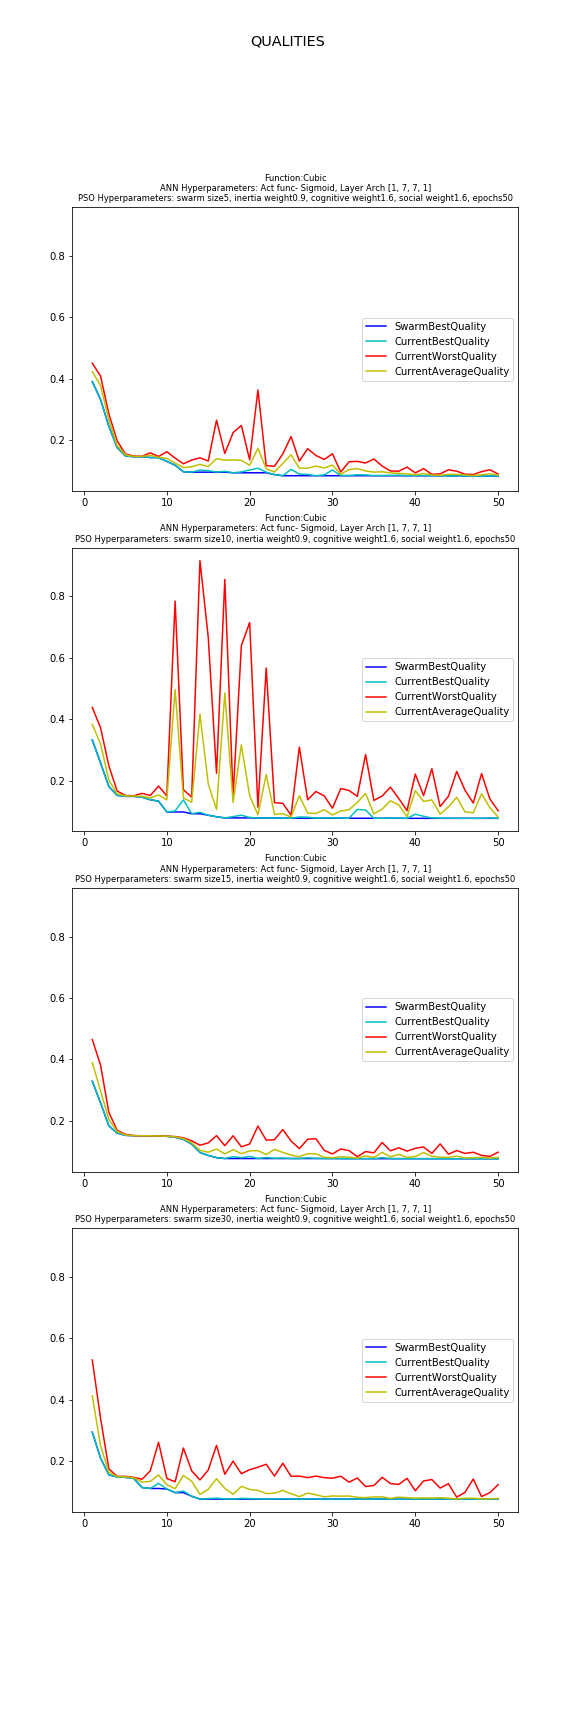 QUALITIES
Function:Cubic
ANN Hyperparameters: Act func- Sigmoid, Layer Arch [1, 7, 7, 1]
PSO Hyperparameters: swarm size5, inertia weight0.9, cognitive weight1.6, social weight1.6, epochs50
0.8
0.6
0.4
0.2
SwarmBestQuality
CurrentBestQuality
CurrentWorstQuality
CurrentAverageQuality
0 10 20 30 40 50
Function:Cubic
ANN Hyperparameters: Act func- Sigmoid, Layer Arch [1, 7, 7, 1]
PSO Hyperparameters: swarm size10, inertia weight0.9, cognitive weight1.6, social weight1.6, epochs50
0.8
0.6
0.4
0.2
SwarmBestQuality
CurrentBestQuality
CurrentWorstQuality
CurrentAverageQuality
0 10 20 30 40 50
Function:Cubic
ANN Hyperparameters: Act func- Sigmoid, Layer Arch [1, 7, 7, 1]
PSO Hyperparameters: swarm size15, inertia weight0.9, cognitive weight1.6, social weight1.6, epochs50
0.8
0.6
0.4
0.2
SwarmBestQuality
CurrentBestQuality
CurrentWorstQuality
CurrentAverageQuality
0 10 20 30 40 50
Function:Cubic
ANN Hyperparameters: Act func- Sigmoid, Layer Arch [1, 7, 7, 1]
PSO Hyperparameters: swarm size30, inertia weight0.9, cognitive weight1.6, social weight1.6, epochs50
0.8
0.6
0.4
0.2
SwarmBestQuality
CurrentBestQuality
CurrentWorstQuality
CurrentAverageQuality
0 10 20 30 40 50